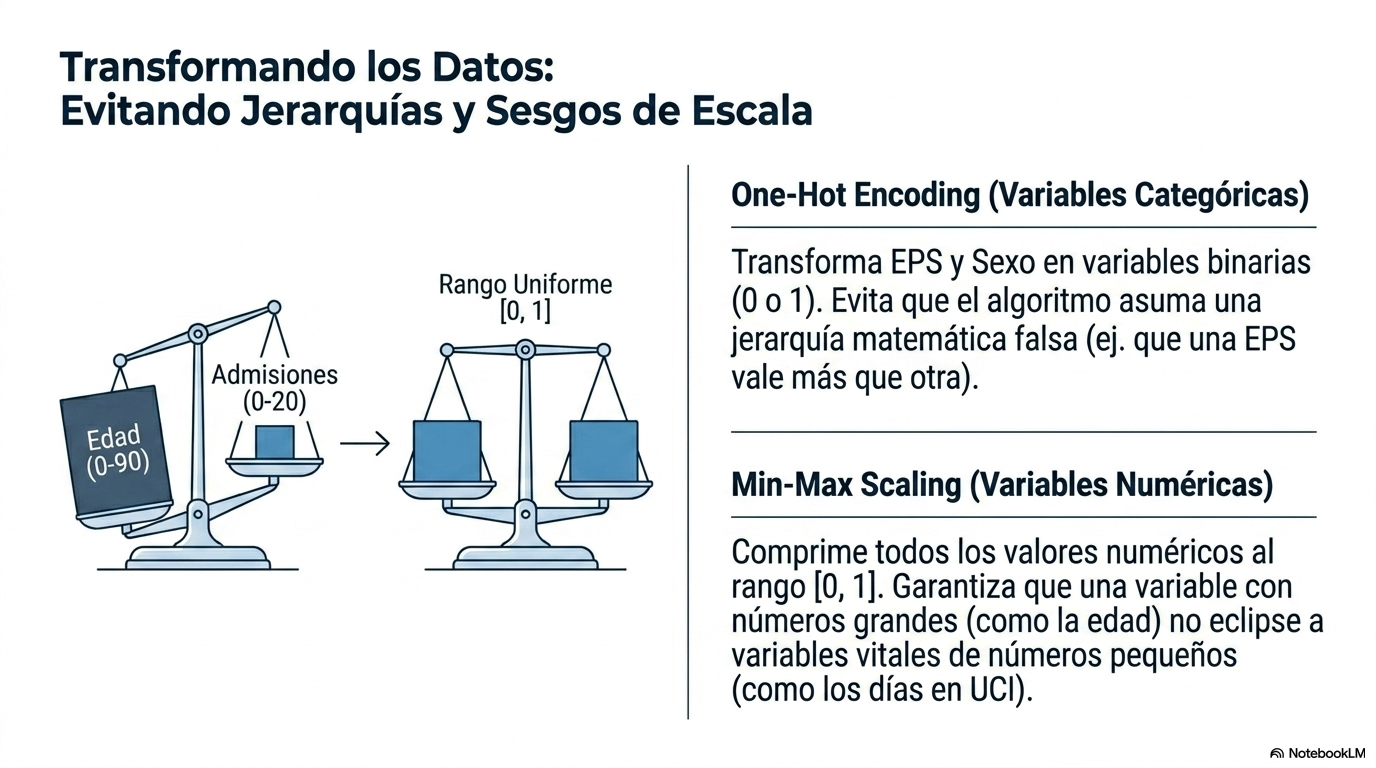 Transformando los Datos:
Evitando Jerarquías y Sesgos de Escala
Edad
(0-90)
Admisiones
(0-20)
Rango Uniforme
[0, 1]
One-Hot Encoding (Variables Categóricas)
Transforma EPS y Sexo en variables binarias
(0 o 1). Evita que el algoritmo asuma una
jerarquía matemática falsa (ej. que una EPS
vale más que otra).
Min-Max Scaling (Variables Numéricas)
Comprime todos los valores numéricos al
rango [0, 1]. Garantiza que una variable con
números grandes (como la edad) no eclipse a
variables vitales de números pequeños
(como los días en UCI).
NotebookLM